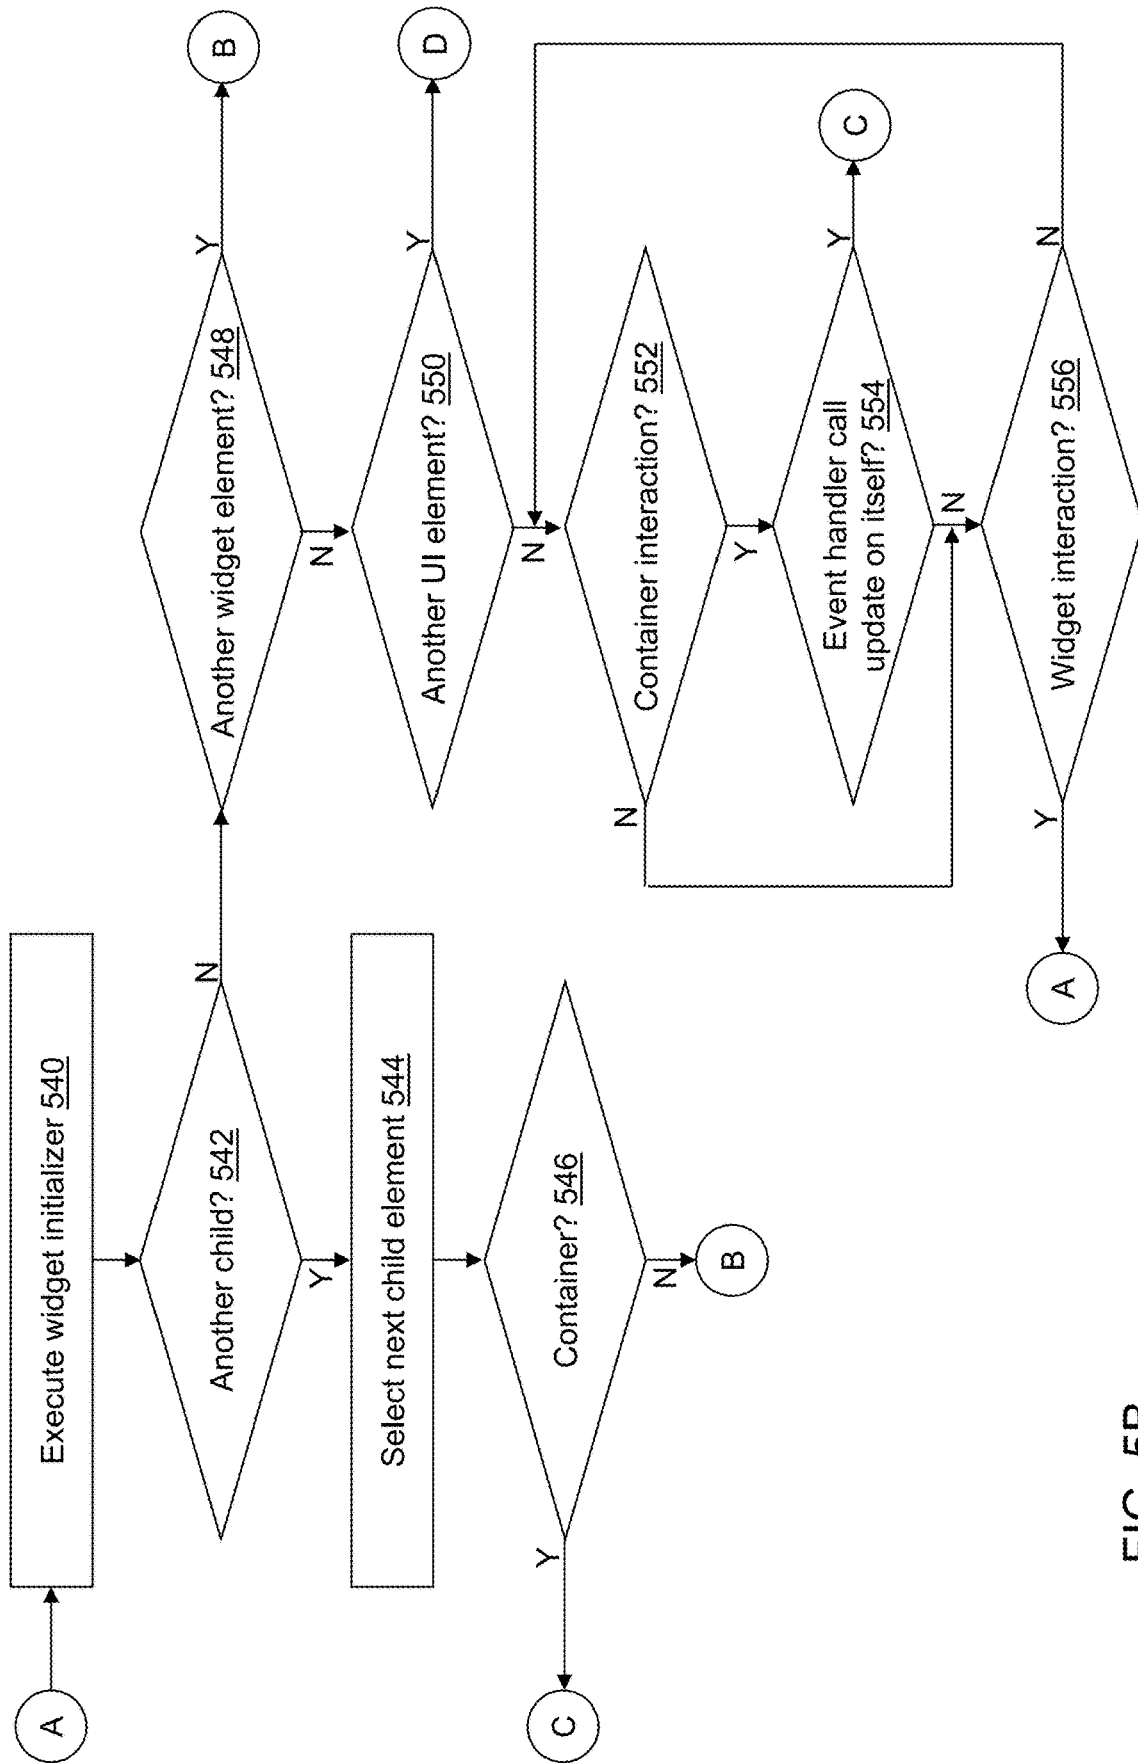 A
Execute widget initializer 540
Another child? 542
N
Y
Select next child element 544
Container? 546
Y
C
N
B
Another widget element? 548
Y
B
N
Another UI element? 550
Y
D
N
Container interaction? 552
N
Y
Event handler call
update on itself? 554
Y
C
N
Widget interaction? 556
N
Y
A
FIG. 5B